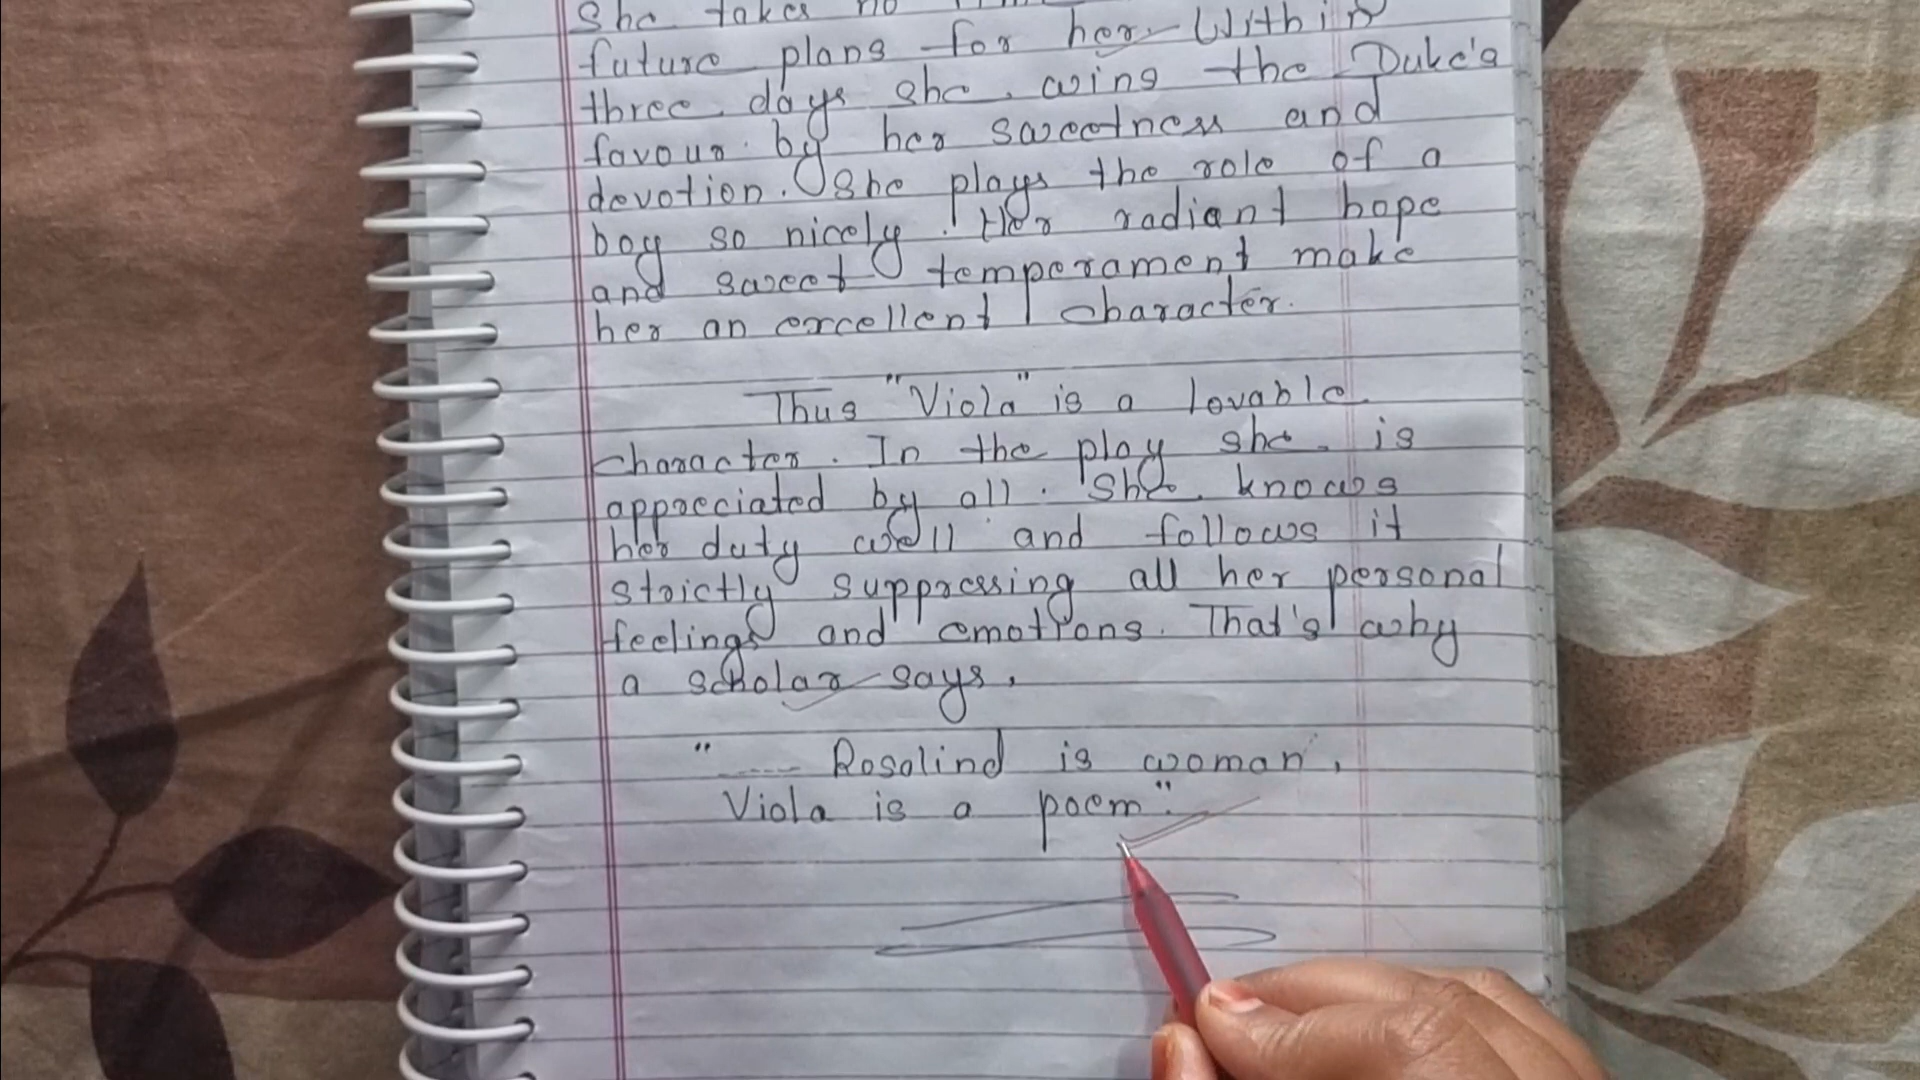 She takes no
future plans for her. Within
three days she wins the Duke's
favour by her sweetness and
devotion. She plays the role of a
boy so nicely. Her radiant hope
and sweet temperament make
her an excellent character.
Thus "Viola" is a lovable
character. In the play she is
appreciated by all. She knows
her duty well and follows it
strictly suppressing all her personal
feelings and emotions. That's why
a scholar says,
" ---- Rosalind is woman,
Viola is a poem".